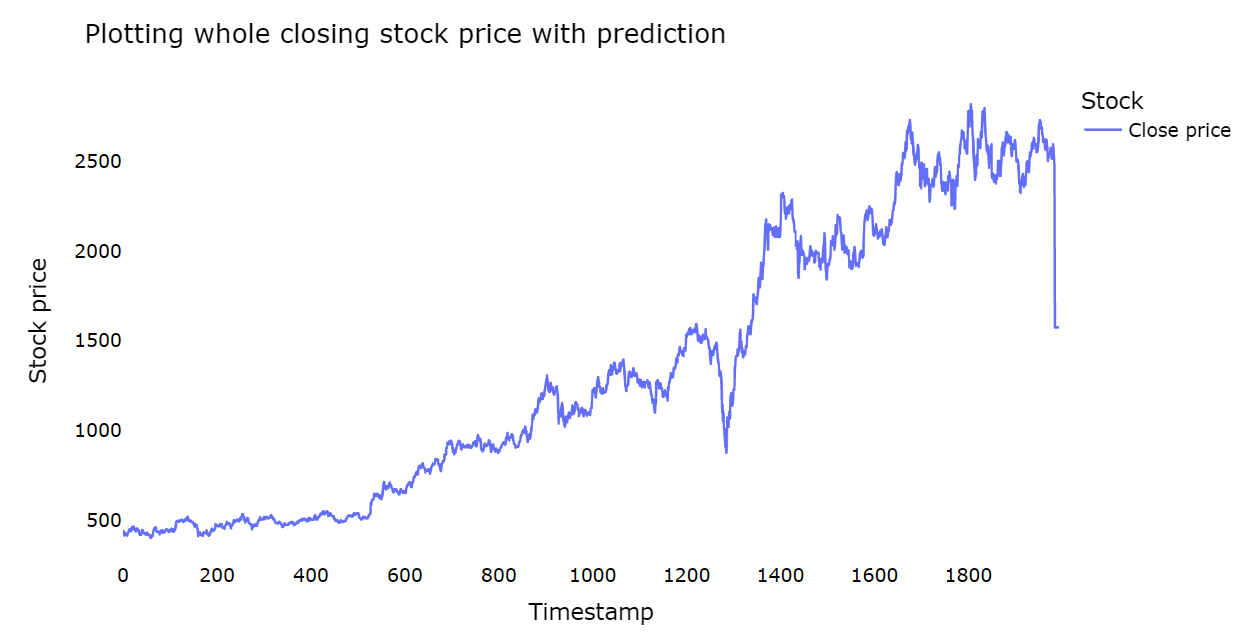 Plotting whole closing stock price with prediction
Stock
Close price
2500
2000
1500
1000
500
Stock price
0 200 400 600 800 1000 1200 1400 1600 1800
Timestamp